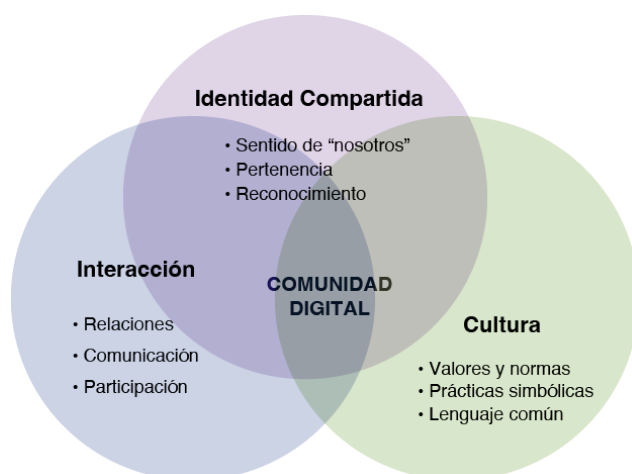 Identidad Compartida
• Sentido de “nosotros”
• Pertenencia
• Reconocimiento
Interacción
• Relaciones
• Comunicación
• Participación
COMUNIDAD
DIGITAL
Cultura
• Valores y normas
• Prácticas simbólicas
• Lenguaje común